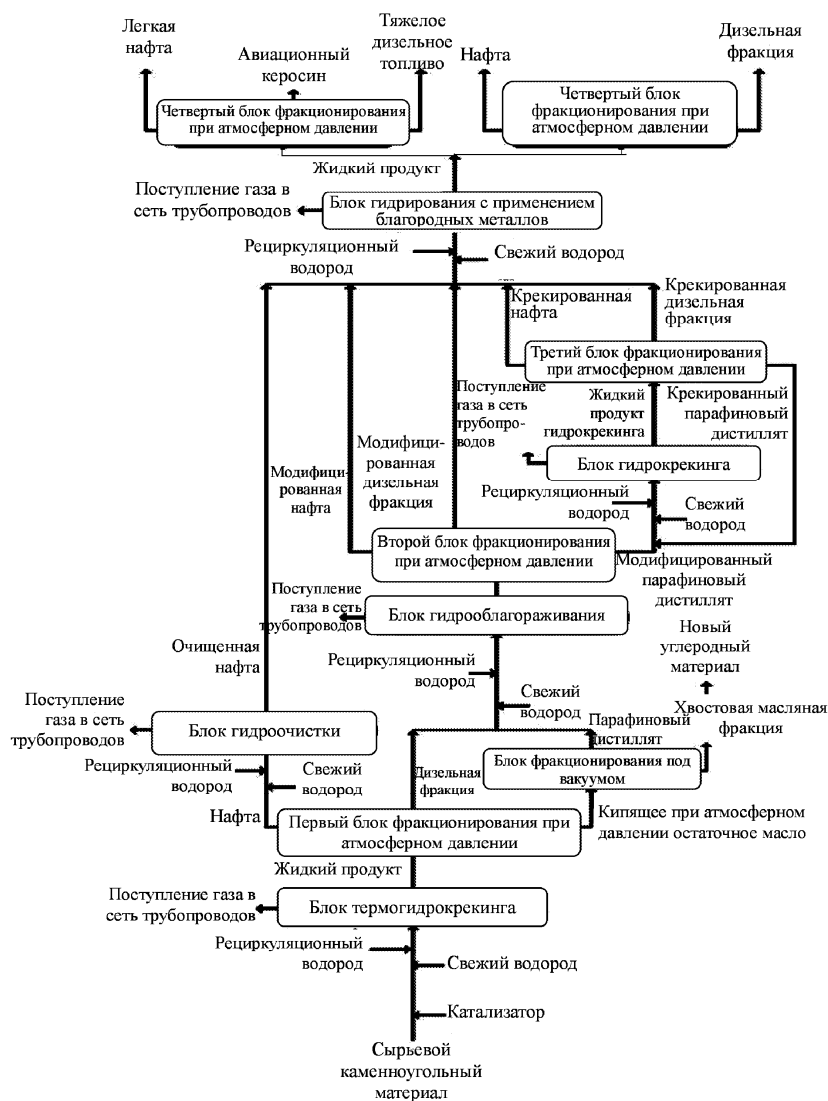 Легкая
нафта
Авиационный
керосин
Тяжелое
дизельное
топливо
Нафта
Дизельная
фракция
Четвертый блок фракционирования
при атмосферном давлении
Четвертый блок
фракционирования при
атмосферном давлении
Жидкий продукт
Поступление газа в
сеть трубопроводов
Блок гидрирования с применением
благородных металлов
Рециркуляционный
водород
Свежий водород
Крекированная
нафта
Крекированная
дизельная
фракция
Третий блок фракционирования
при атмосферном давлении
Поступление
газа в сеть
трубопро-
водов
Жидкий
продукт
гидрокрекинга
Крекированный
парафиновый
дистиллят
Блок гидрокрекинга
Модифици-
рованная
нафта
Модифици-
рованная
дизельная
фракция
Рециркуляционный
водород
Свежий
водород
Второй блок фракционирования
при атмосферном давлении
Модифицированный
парафиновый
дистиллят
Поступление
газа в сеть
трубопроводов
Блок гидрооблагораживания
Очищенная
нафта
Рециркуляционный
водород
Свежий
водород
Новый
углеродный
материал
Хвостовая масляная
фракция
Поступление
газа в сеть
трубопроводов
Блок гидроочистки
Парафиновый
дистиллят
Блок фракционирования под
вакуумом
Рециркуляционный
водород
Свежий
водород
Дизельная
фракция
Нафта
Первый блок фракционирования при
атмосферном давлении
Кипящее при атмосферном
давлении остаточное масло
Жидкий продукт
Поступление газа в
сеть трубопроводов
Блок термогидрокрекинга
Рециркуляционный
водород
Свежий водород
Катализатор
Сырьевой
каменноугольный
материал